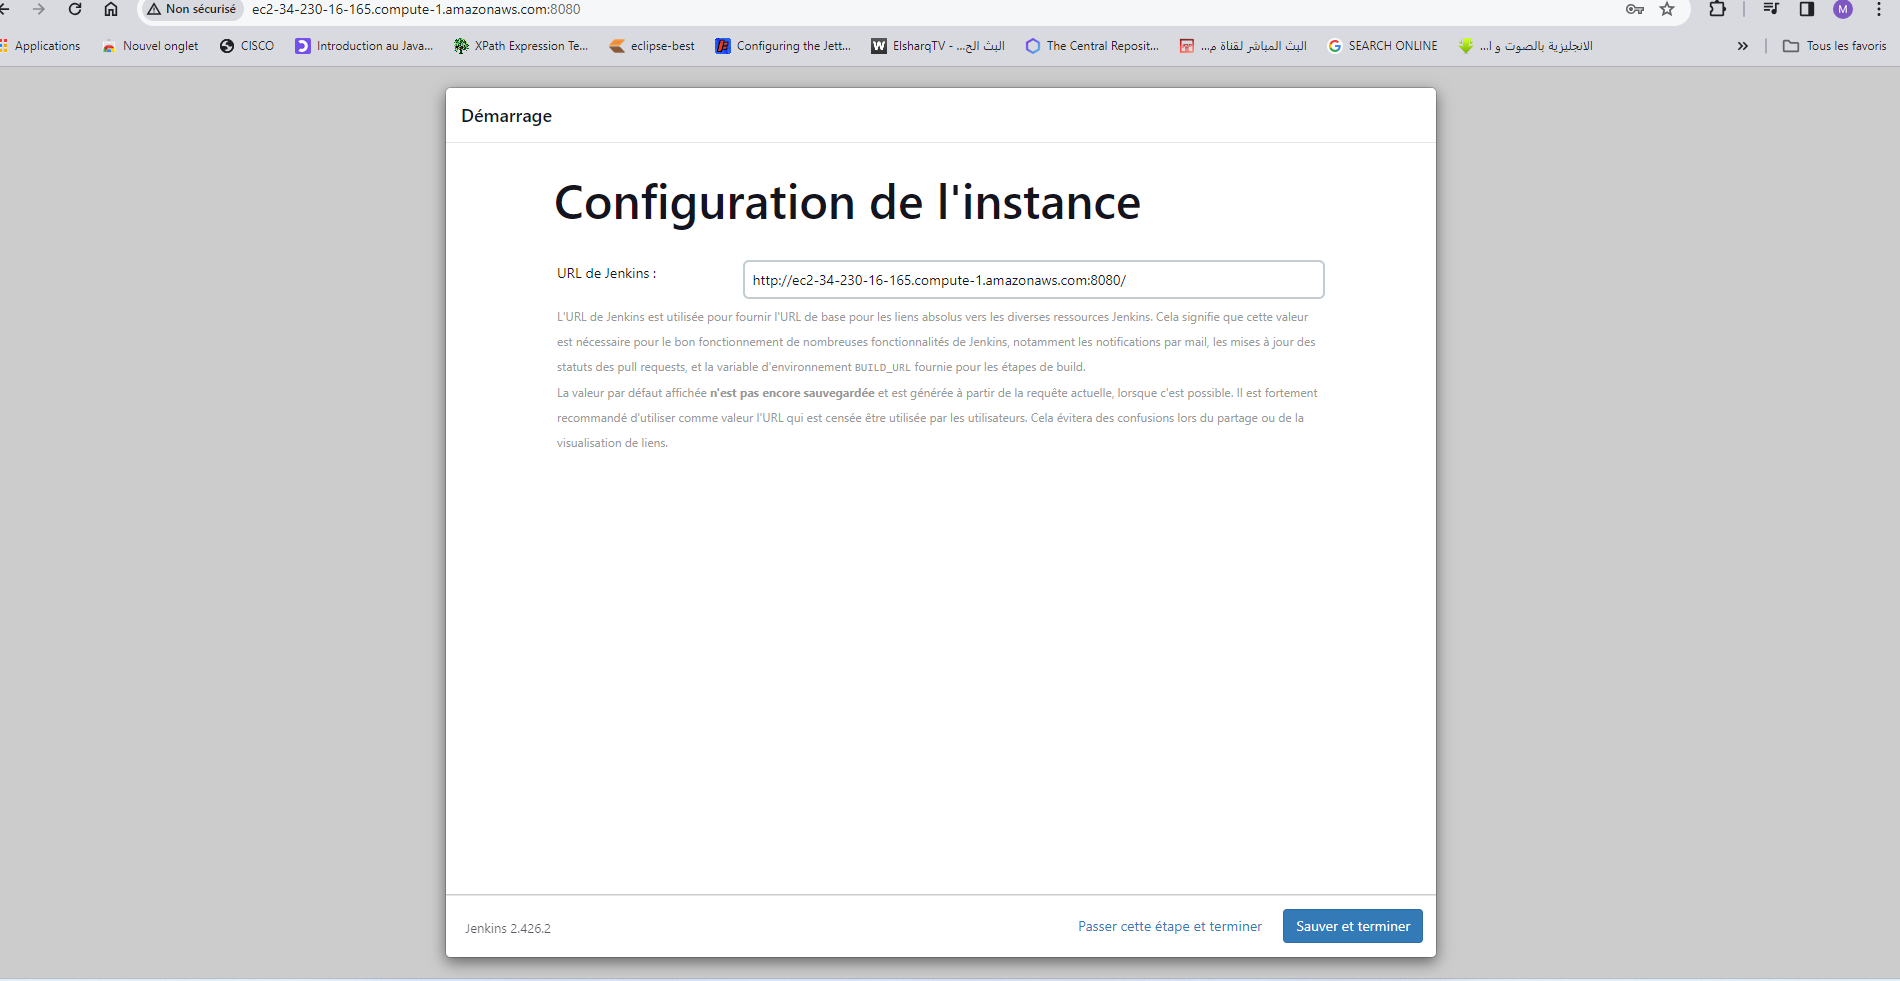 Non sécurisé ec2-34-230-16-165.compute-1.amazonaws.com:8080 M
Applications Nouvel onglet CISCO Introduction au Java... XPath Expression Te... eclipse-best Configuring the Jett... ElsharqTV - البث الح... The Central Reposit... البث المباشر لقناة م... SEARCH ONLINE الانجليزية بالصوت و ا... » Tous les favoris
Démarrage
Configuration de l'instance
URL de Jenkins : http://ec2-34-230-16-165.compute-1.amazonaws.com:8080/
L'URL de Jenkins est utilisée pour fournir l'URL de base pour les liens absolus vers les diverses ressources Jenkins. Cela signifie que cette valeur
est nécessaire pour le bon fonctionnement de nombreuses fonctionnalités de Jenkins, notamment les notifications par mail, les mises à jour des
statuts des pull requests, et la variable d'environnement BUILD_URL fournie pour les étapes de build.
La valeur par défaut affichée n'est pas encore sauvegardée et est générée à partir de la requête actuelle, lorsque c'est possible. Il est fortement
recommandé d'utiliser comme valeur l'URL qui est censée être utilisée par les utilisateurs. Cela évitera des confusions lors du partage ou de la
visualisation de liens.
Jenkins 2.426.2 Passer cette étape et terminer Sauver et terminer